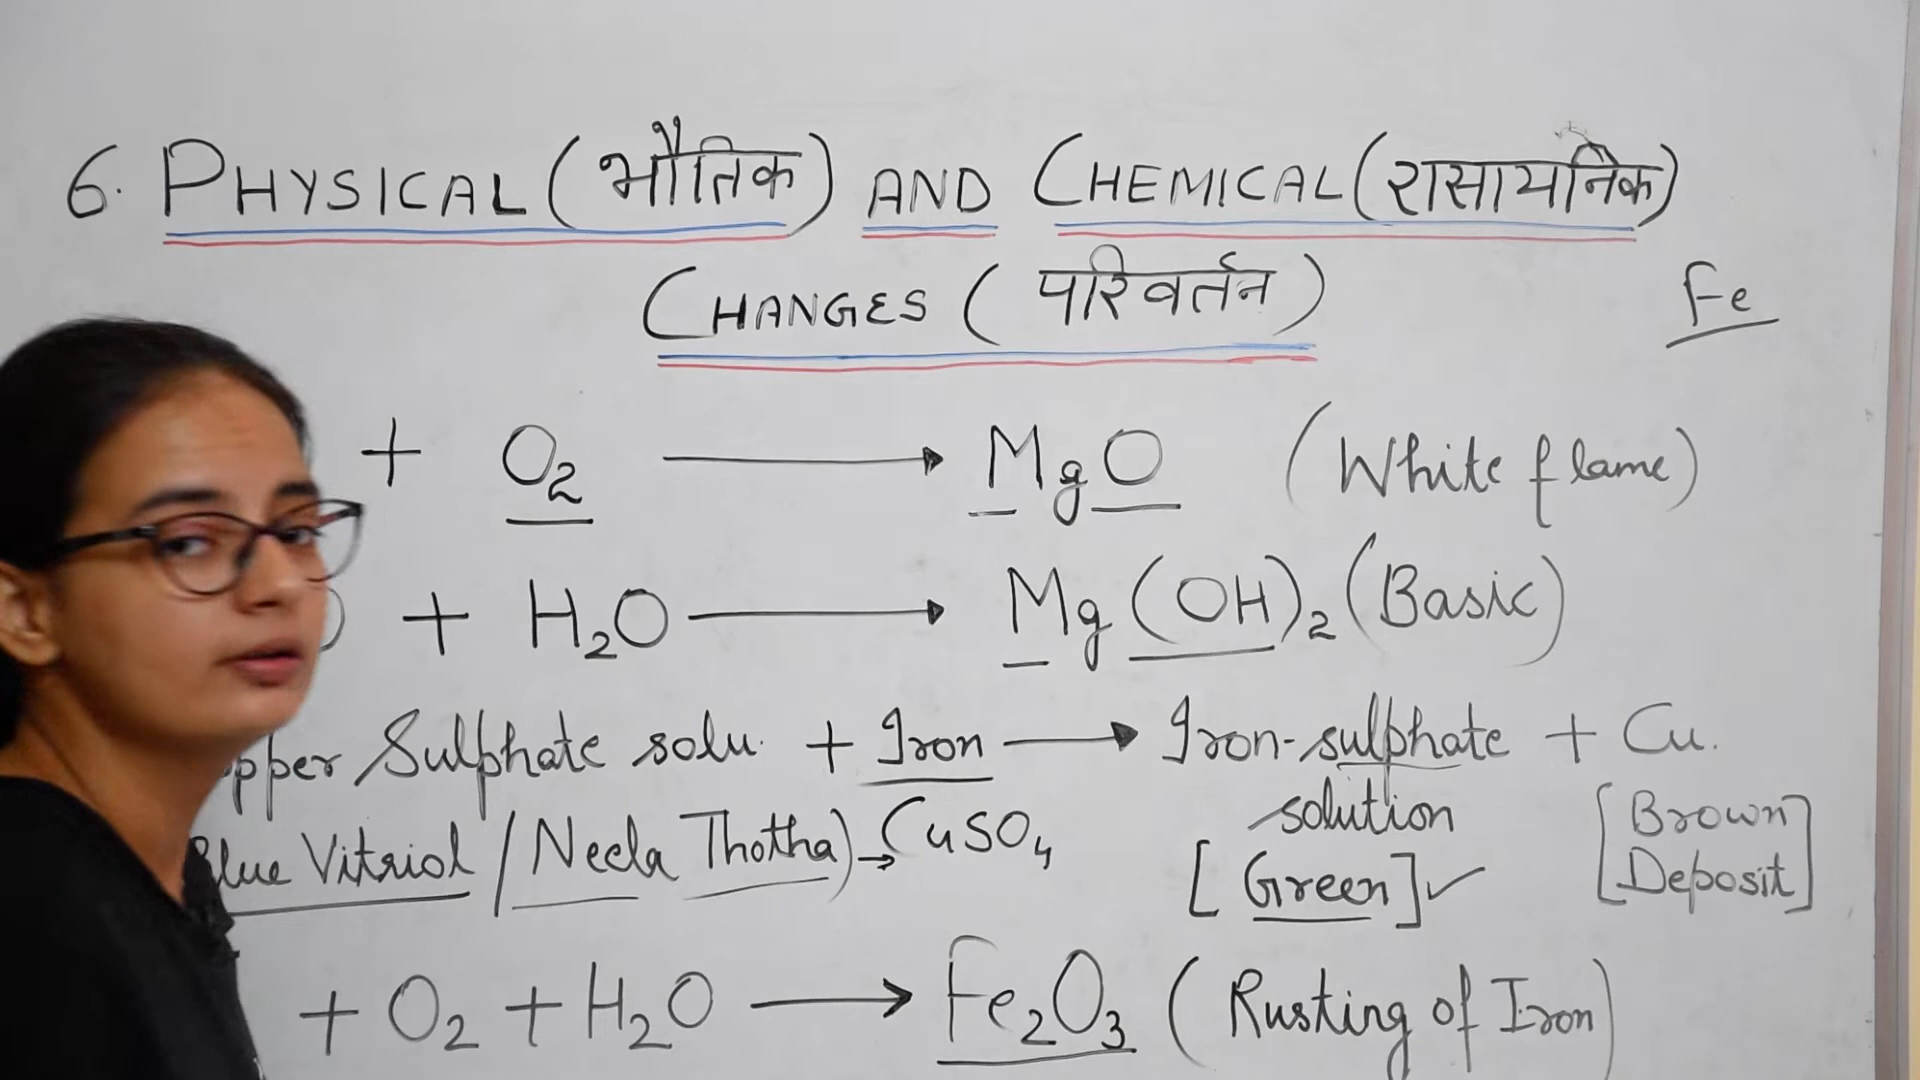 6. PHYSICAL (भौतिक) AND CHEMICAL (रासायनिक)
CHANGES (परिवर्तन)
Fe
+ O₂ → MgO (White flame)
+ H₂O → Mg(OH)₂ (Basic)
Sulphate solu. + Iron → Iron-sulphate + Cu.
solution [Brown
Vitriol / Neela Thotha) → CuSO₄ [Green] ✓ Deposit]
+ O₂ + H₂O → Fe₂O₃ (Rusting of Iron)